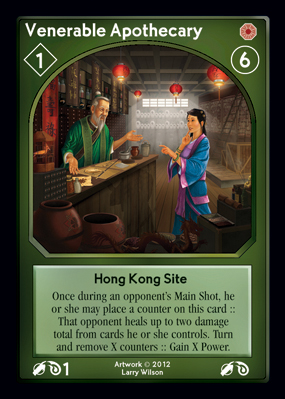 Venerable Apothecary
1
6
Hong Kong Site
Once during an opponent's Main Shot, he
or she may place a counter on this card ::
That opponent heals up to two damage
total from cards he or she controls. Turn
and remove X counters :: Gain X Power.
1
Artwork © 2012
Larry Wilson